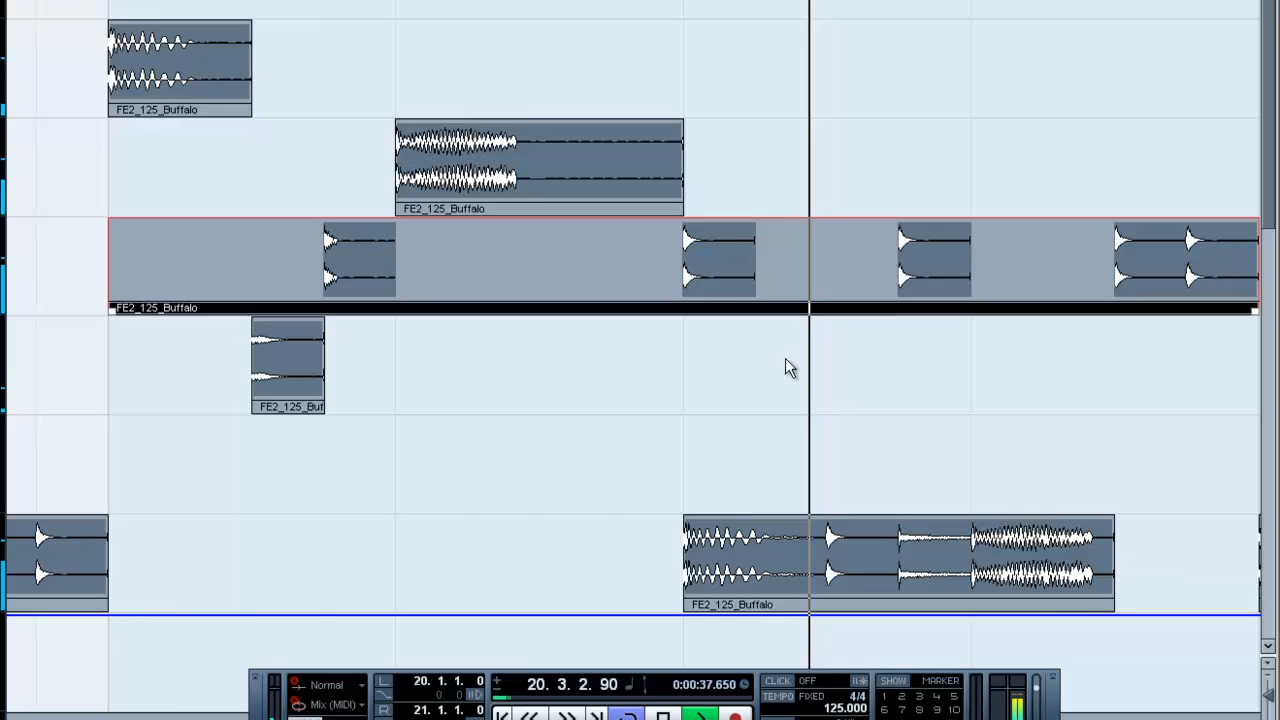 FE2_125_Buffalo
FE2_125_Buffalo
FE2_125_Buffalo
FE2_125_Buf
FE2_125_Buffalo
Normal
Mix (MIDI)
L 20. 1. 1. 0
0. 0
R 21. 1. 1. 0
20. 3. 2. 90 0:00:37.650
CLICK OFF
TEMPO FIXED 4/4
125.000
SHOW MARKER
1 2 3 4 5
6 7 8 9 10